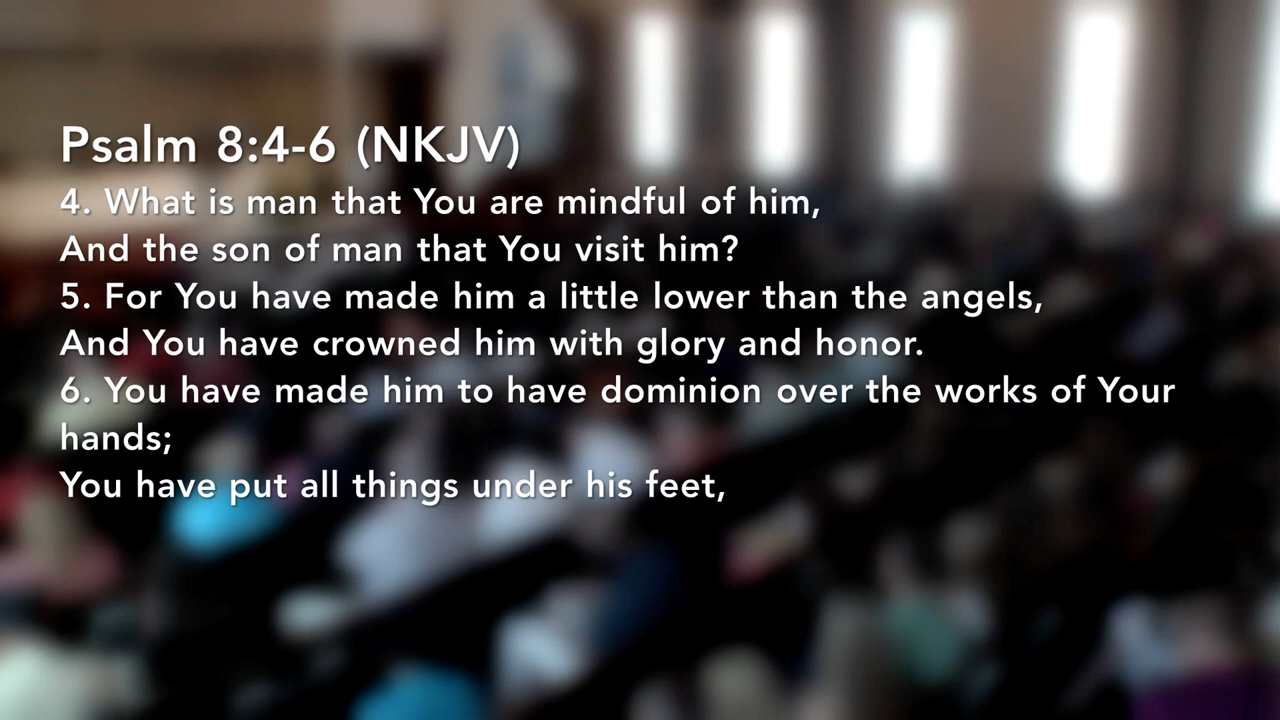 Psalm 8:4-6 (NKJV)
4. What is man that You are mindful of him,
And the son of man that You visit him?
5. For You have made him a little lower than the angels,
And You have crowned him with glory and honor.
6. You have made him to have dominion over the works of Your
hands;
You have put all things under his feet,